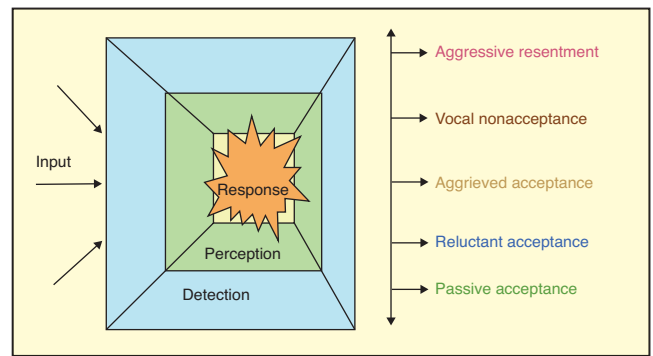 Input
Response
Perception
Detection
Aggressive resentment
Vocal nonacceptance
Aggrieved acceptance
Reluctant acceptance
Passive acceptance